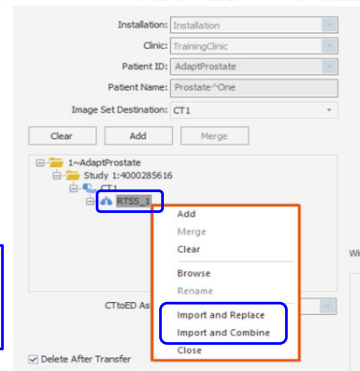 Installation: Installation
Clinic: TrainingClinic
Patient ID: AdaptProstate
Patient Name: Prostate^One
Image Set Destination: CT1
Clear Add Merge
1~AdaptProstate
Study 1:4000285616
CT1
RTSS_1
Add
Merge
Clear
Browse
Rename
Import and Replace
Import and Combine
Close
CTtoED As
Delete After Transfer